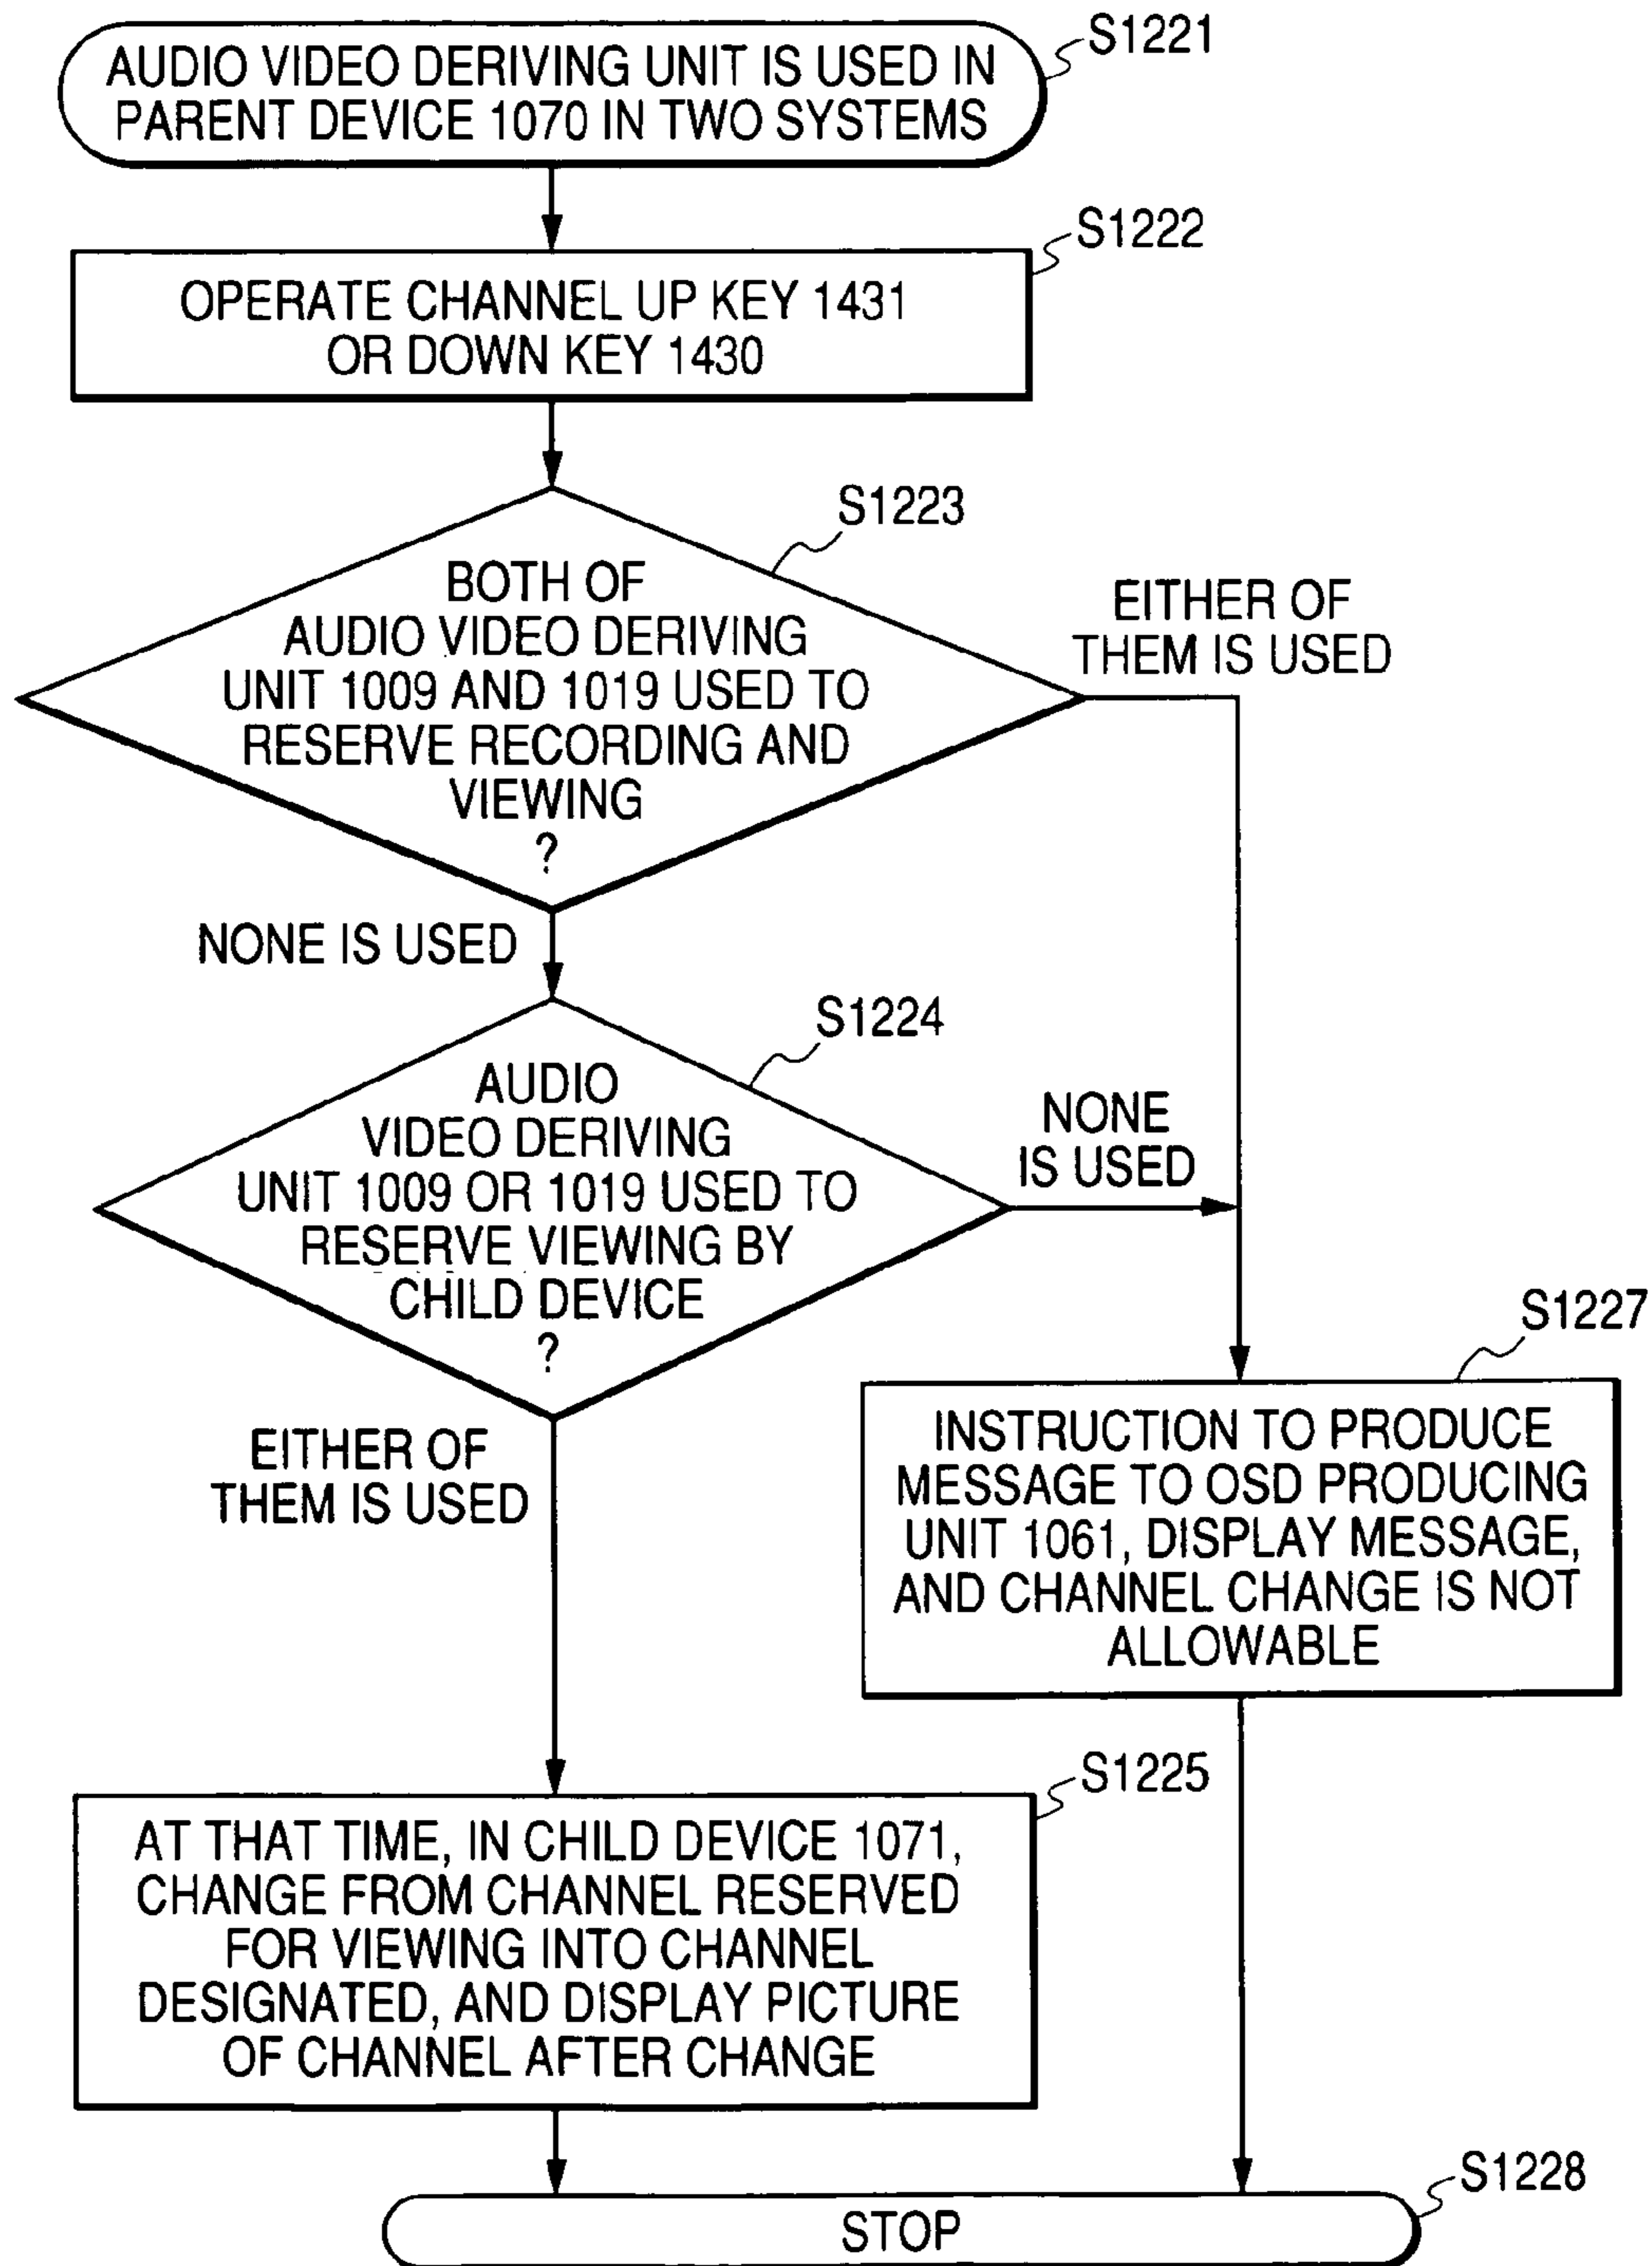 S1221
AUDIO VIDEO DERIVING UNIT IS USED IN
PARENT DEVICE 1070 IN TWO SYSTEMS
S1222
OPERATE CHANNEL UP KEY 1431
OR DOWN KEY 1430
S1223
BOTH OF
AUDIO VIDEO DERIVING
UNIT 1009 AND 1019 USED TO
RESERVE RECORDING AND
VIEWING
?
EITHER OF
THEM IS USED
NONE IS USED
S1224
AUDIO
VIDEO DERIVING
UNIT 1009 OR 1019 USED TO
RESERVE VIEWING BY
CHILD DEVICE
?
NONE
IS USED
EITHER OF
THEM IS USED
S1227
INSTRUCTION TO PRODUCE
MESSAGE TO OSD PRODUCING
UNIT 1061, DISPLAY MESSAGE,
AND CHANNEL CHANGE IS NOT
ALLOWABLE
S1225
AT THAT TIME, IN CHILD DEVICE 1071,
CHANGE FROM CHANNEL RESERVED
FOR VIEWING INTO CHANNEL
DESIGNATED, AND DISPLAY PICTURE
OF CHANNEL AFTER CHANGE
S1228
STOP